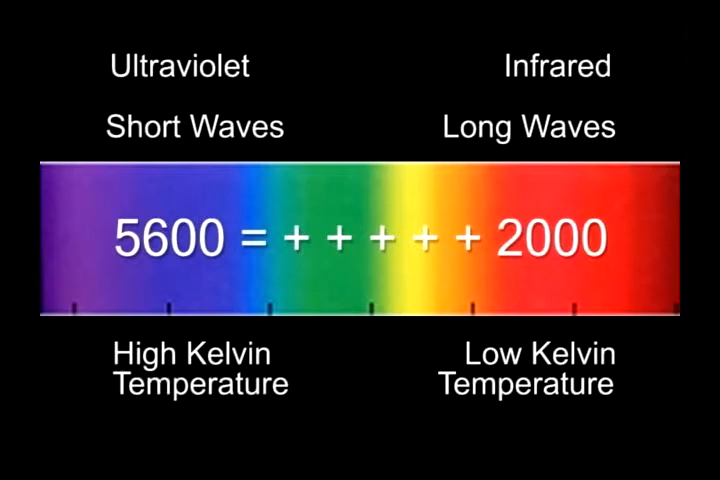 Ultraviolet Infrared
Short Waves Long Waves
5600 = + + + + + 2000
High Kelvin Low Kelvin
Temperature Temperature